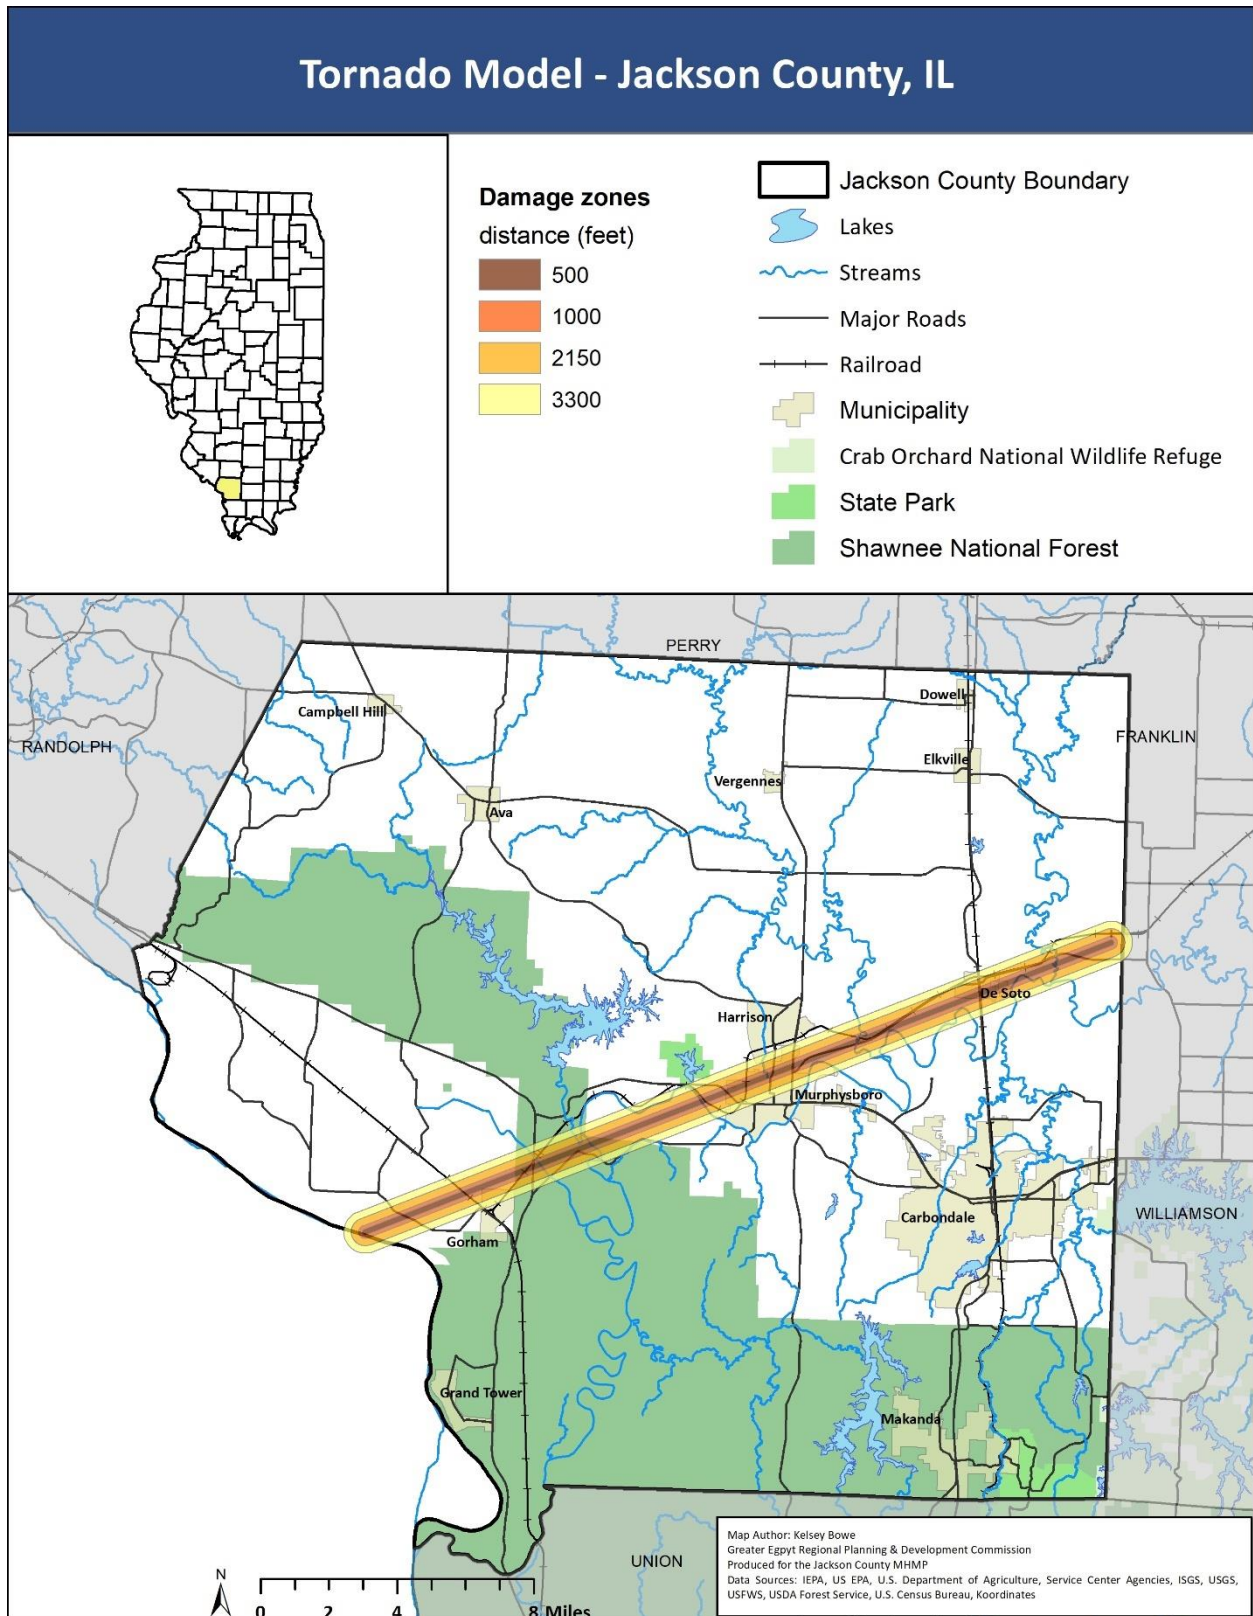 Tornado Model - Jackson County, IL
Damage zones
distance (feet)
500
1000
2150
3300
Jackson County Boundary
Lakes
Streams
Major Roads
Railroad
Municipality
Crab Orchard National Wildlife Refuge
State Park
Shawnee National Forest
PERRY
Dowell
Campbell Hill
FRANKLIN
RANDOLPH
Elkville
Vergennes
Ava
De Soto
Harrison
Murphysboro
WILLIAMSON
Carbondale
Gorham
Grand Tower
Makanda
UNION
Map Author: Kelsey Bowe
Greater Egpyt Regional Planning & Development Commission
Produced for the Jackson County MHMP
Data Sources: IEPA, US EPA, U.S. Department of Agriculture, Service Center Agencies, ISGS, USGS,
USFWS, USDA Forest Service, U.S. Census Bureau, Koordinates
N
0 2 4 8 Miles